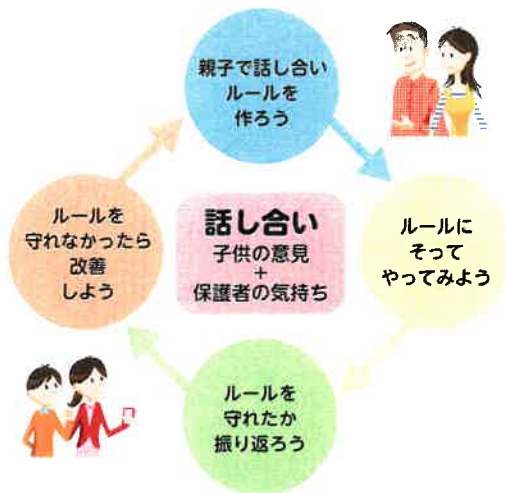 親子で話し合い
ルールを
作ろう
ルールに
そって
やってみよう
ルールを
守れたか
振り返ろう
ルールを
守れなかったら
改善
しよう
話し合い
子供の意見
+
保護者の気持ち